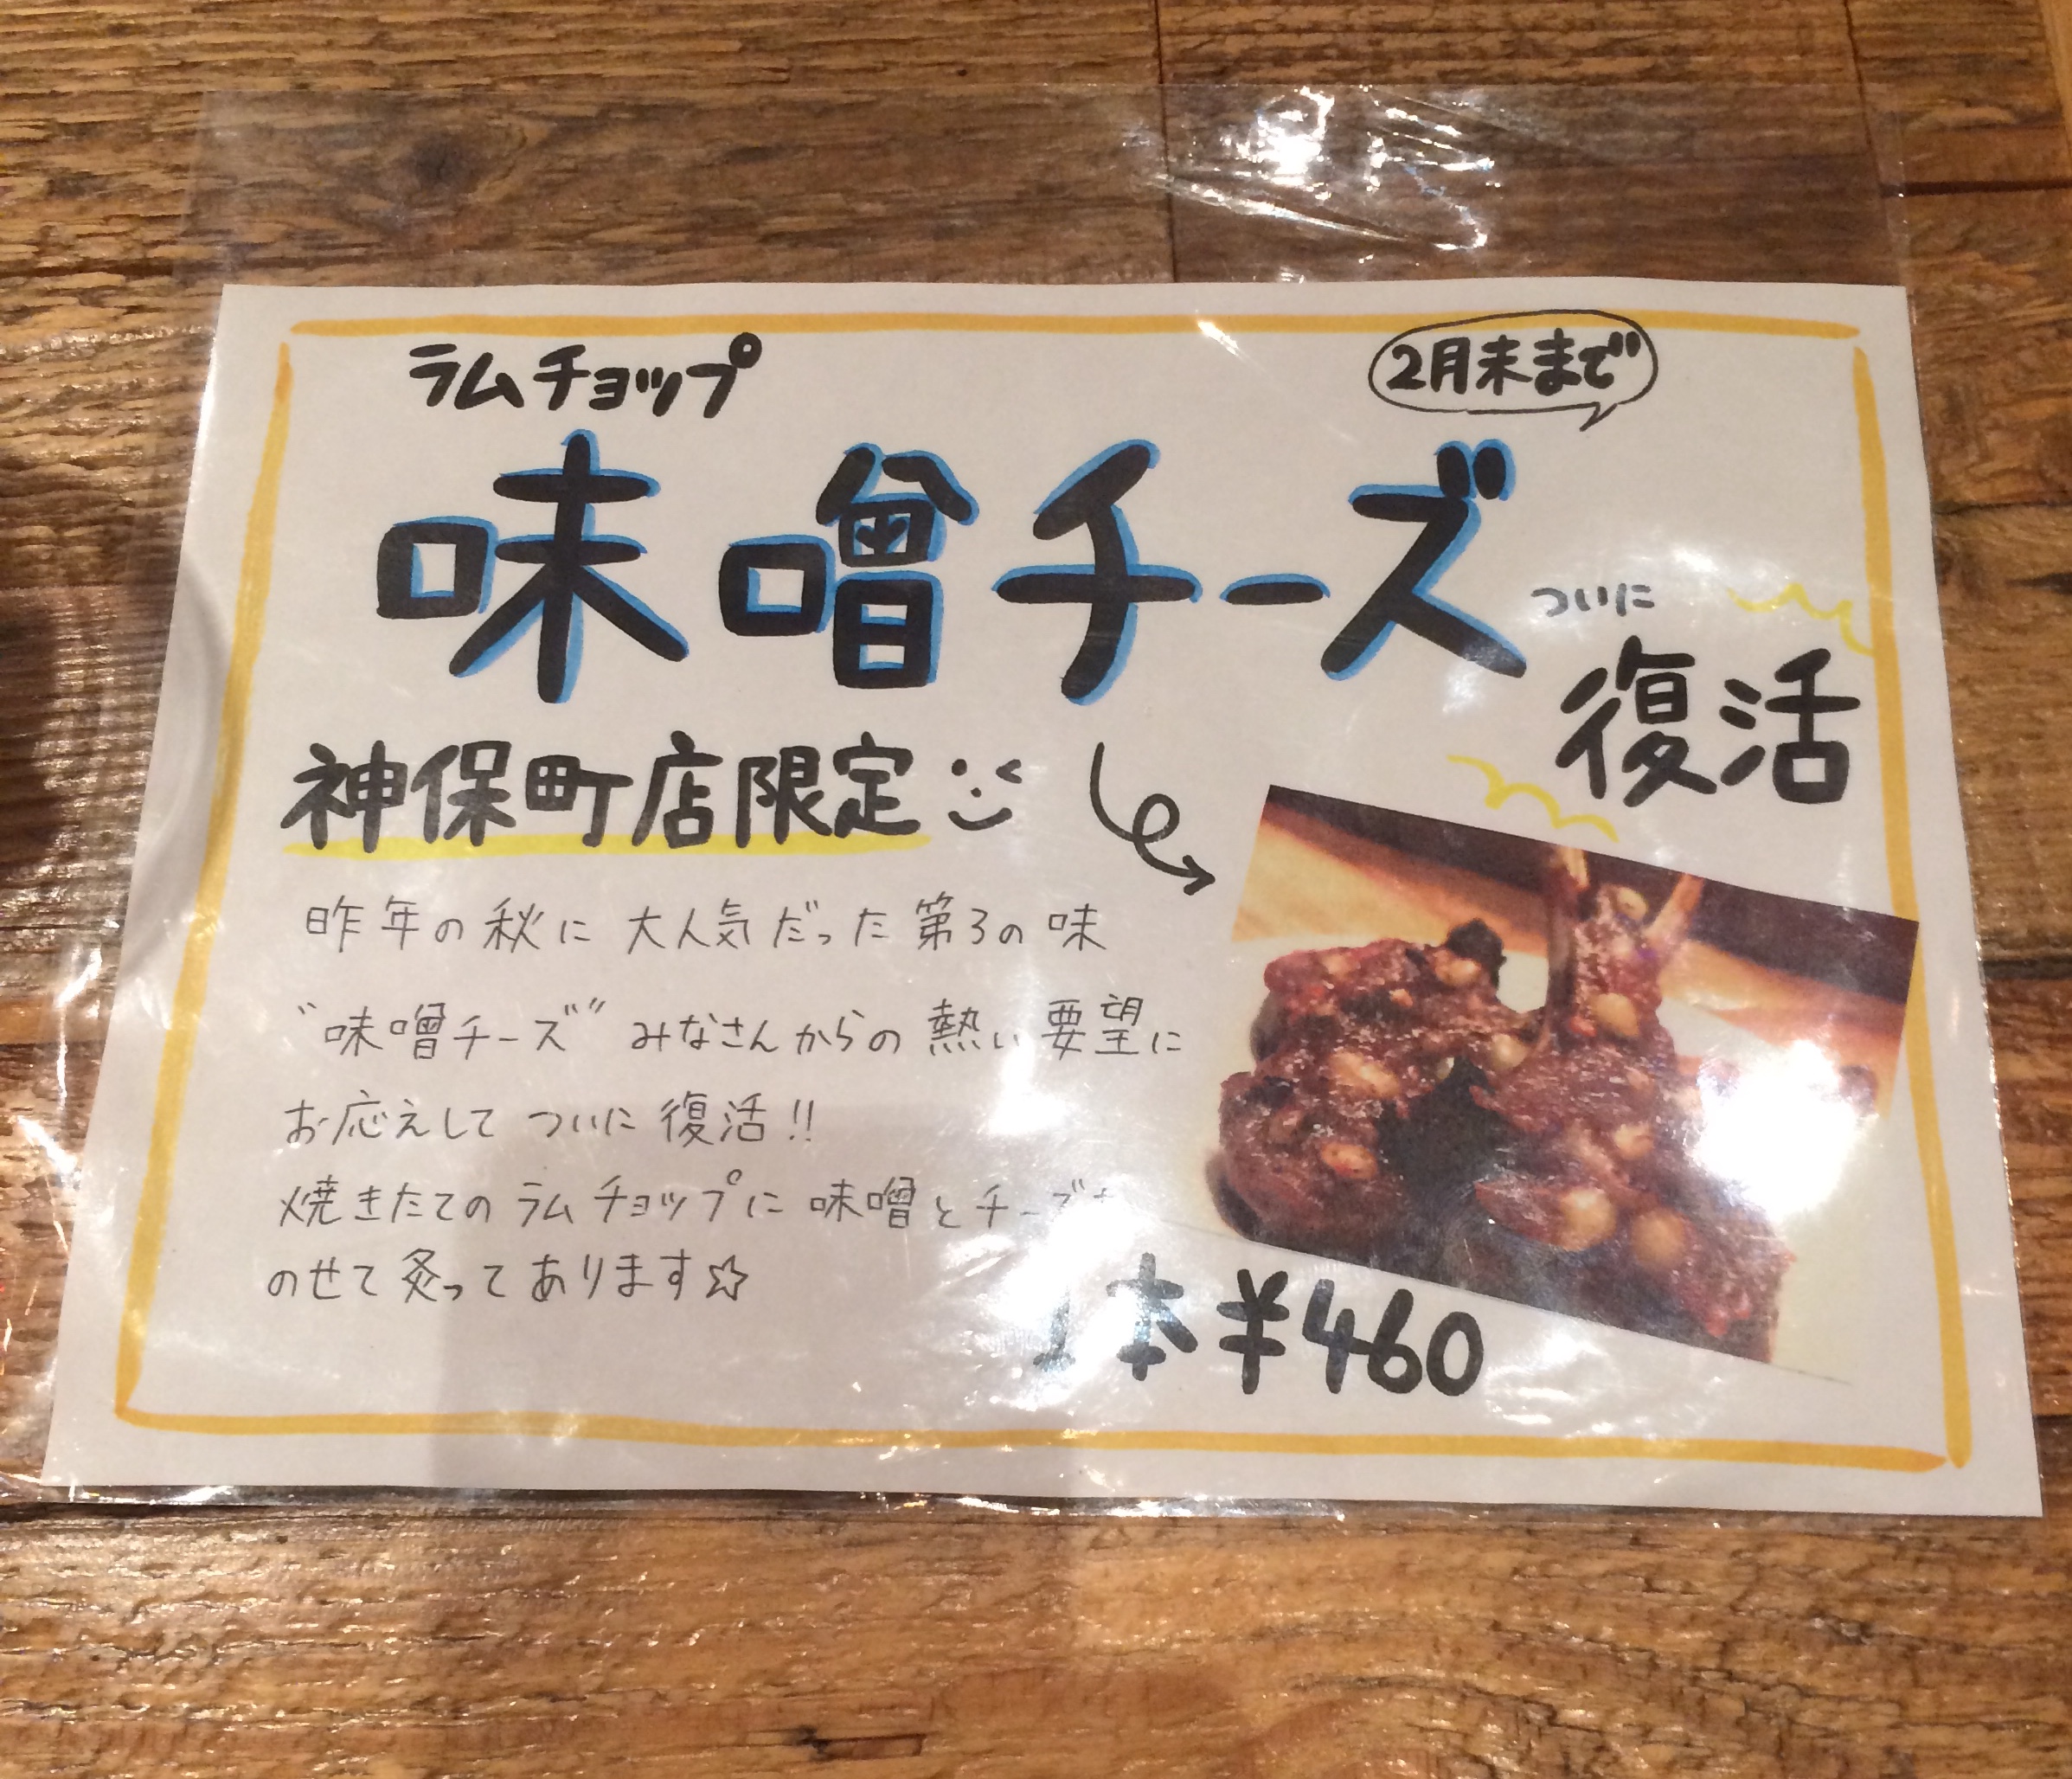 ラムチョップ
2月末まで
味噌チーズ
ついに
復活
神保町店限定
昨年の秋に大人気だった第3の味
"味噌チーズ"みなさんからの熱い要望に
お応えしてついに復活!!
焼きたてのラムチョップに味噌とチーズを
のせて炙ってあります☆
1本¥460